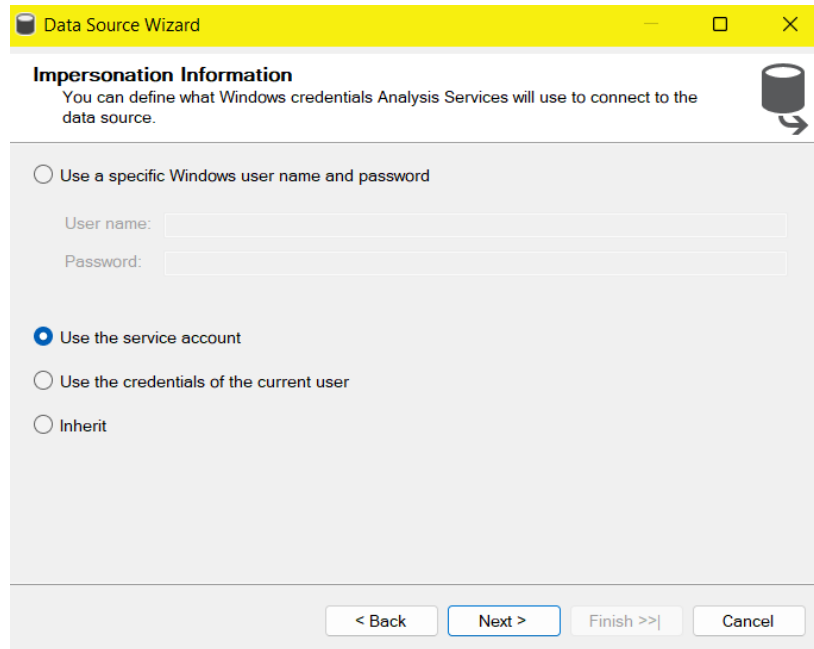 Data Source Wizard
Impersonation Information
You can define what Windows credentials Analysis Services will use to connect to the
data source.
Use a specific Windows user name and password
User name:
Password:
Use the service account
Use the credentials of the current user
Inherit
< Back Next > Finish >>| Cancel